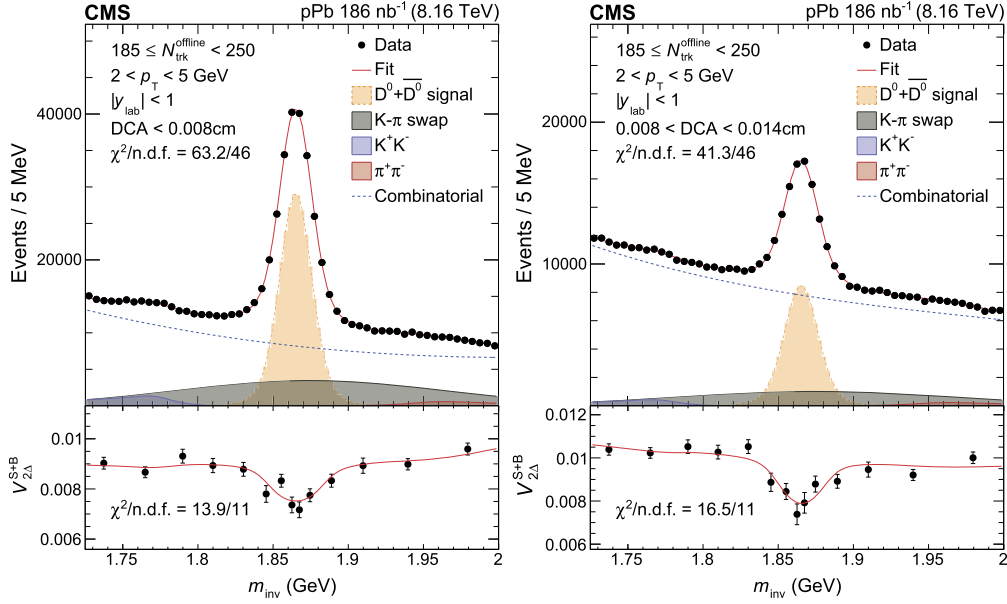 CMS pPb 186 nb⁻¹ (8.16 TeV)
185 ≤ N_trk^offline < 250
2 < p_T < 5 GeV
|y_lab| < 1
DCA < 0.008cm
χ²/n.d.f. = 63.2/46
Data
Fit
D⁰+D̅⁰ signal
K-π swap
K⁺K⁻
π⁺π⁻
Combinatorial
Events / 5 MeV
40000
20000
V_2Δ^S+B
0.01
0.008
0.006
χ²/n.d.f. = 13.9/11
1.75 1.8 1.85 1.9 1.95 2
m_inv (GeV)
CMS pPb 186 nb⁻¹ (8.16 TeV)
185 ≤ N_trk^offline < 250
2 < p_T < 5 GeV
|y_lab| < 1
0.008 < DCA < 0.014cm
χ²/n.d.f. = 41.3/46
Data
Fit
D⁰+D̅⁰ signal
K-π swap
K⁺K⁻
π⁺π⁻
Combinatorial
Events / 5 MeV
20000
10000
V_2Δ^S+B
0.012
0.01
0.008
0.006
χ²/n.d.f. = 16.5/11
1.75 1.8 1.85 1.9 1.95 2
m_inv (GeV)